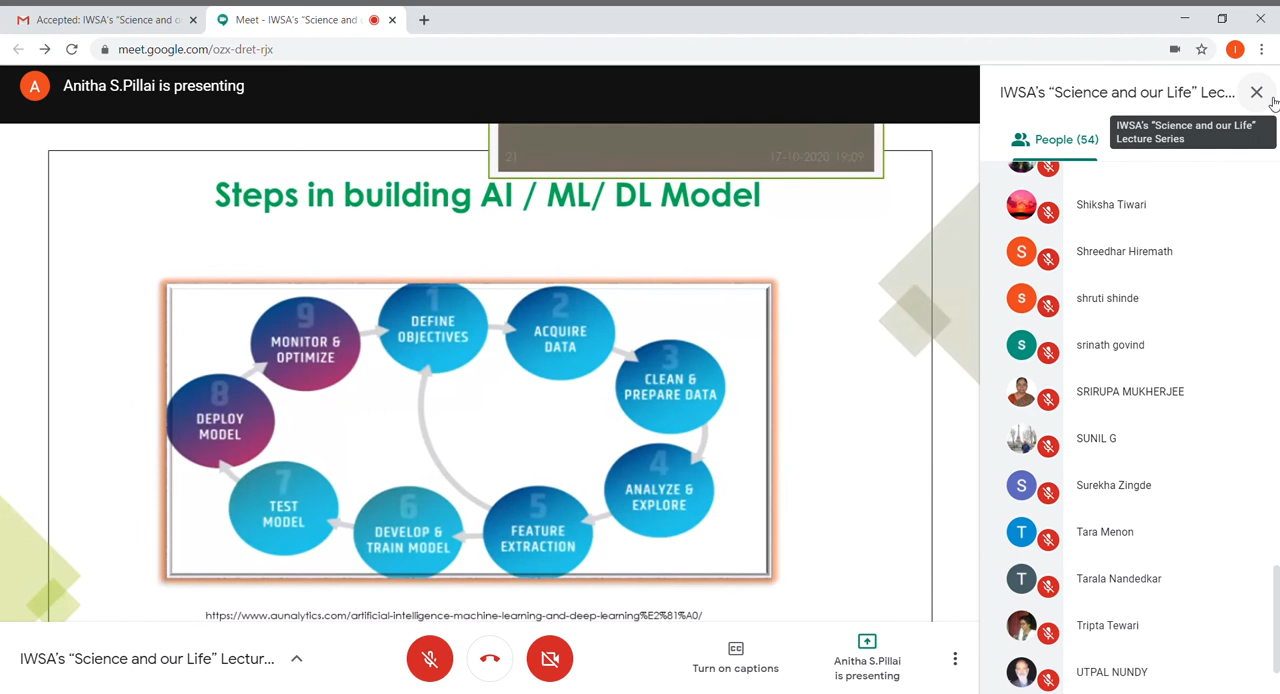 Accepted: IWSA's "Science and o
Meet - IWSA's "Science and
meet.google.com/ozx-dret-rjx
I
A
Anitha S.Pillai is presenting
IWSA's "Science and our Life" Lec...
IWSA's "Science and our Life"
Lecture Series
People (54)
21
17-10-2020 19:09
Steps in building AI / ML/ DL Model
1
DEFINE
OBJECTIVES
2
ACQUIRE
DATA
3
CLEAN &
PREPARE DATA
4
ANALYZE &
EXPLORE
5
FEATURE
EXTRACTION
6
DEVELOP &
TRAIN MODEL
7
TEST
MODEL
8
DEPLOY
MODEL
9
MONITOR &
OPTIMIZE
https://www.aunalytics.com/artificial-intelligence-machine-learning-and-deep-learning%E2%81%A0/
Shiksha Tiwari
S
Shreedhar Hiremath
s
shruti shinde
s
srinath govind
SRIRUPA MUKHERJEE
SUNIL G
S
Surekha Zingde
T
Tara Menon
T
Tarala Nandedkar
Tripta Tewari
UTPAL NUNDY
IWSA's "Science and our Life" Lectur...
CC
Turn on captions
Anitha S.Pillai
is presenting